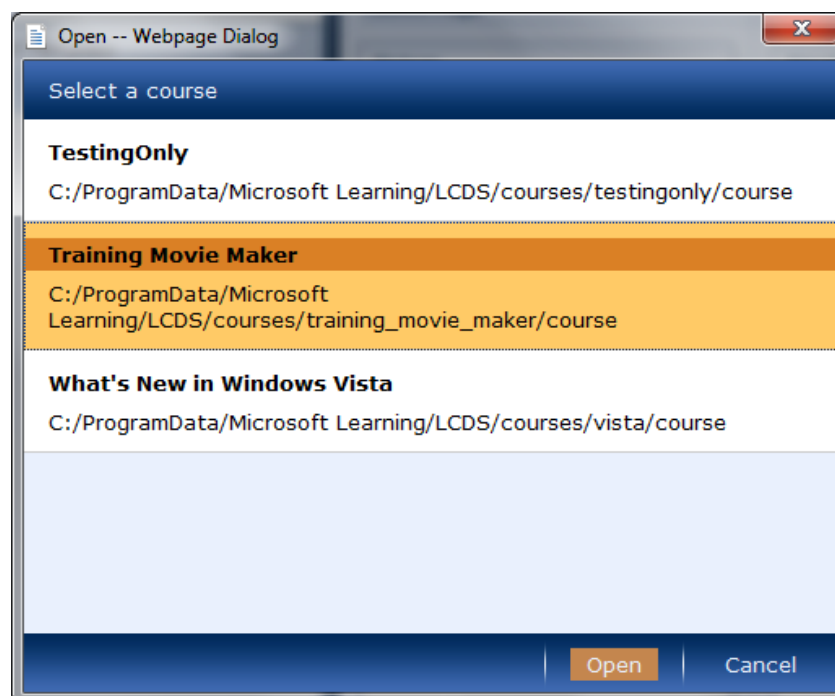 Open -- Webpage Dialog
Select a course
TestingOnly
C:/ProgramData/Microsoft Learning/LCDS/courses/testingonly/course
Training Movie Maker
C:/ProgramData/Microsoft
Learning/LCDS/courses/training_movie_maker/course
What's New in Windows Vista
C:/ProgramData/Microsoft Learning/LCDS/courses/vista/course
Open
Cancel